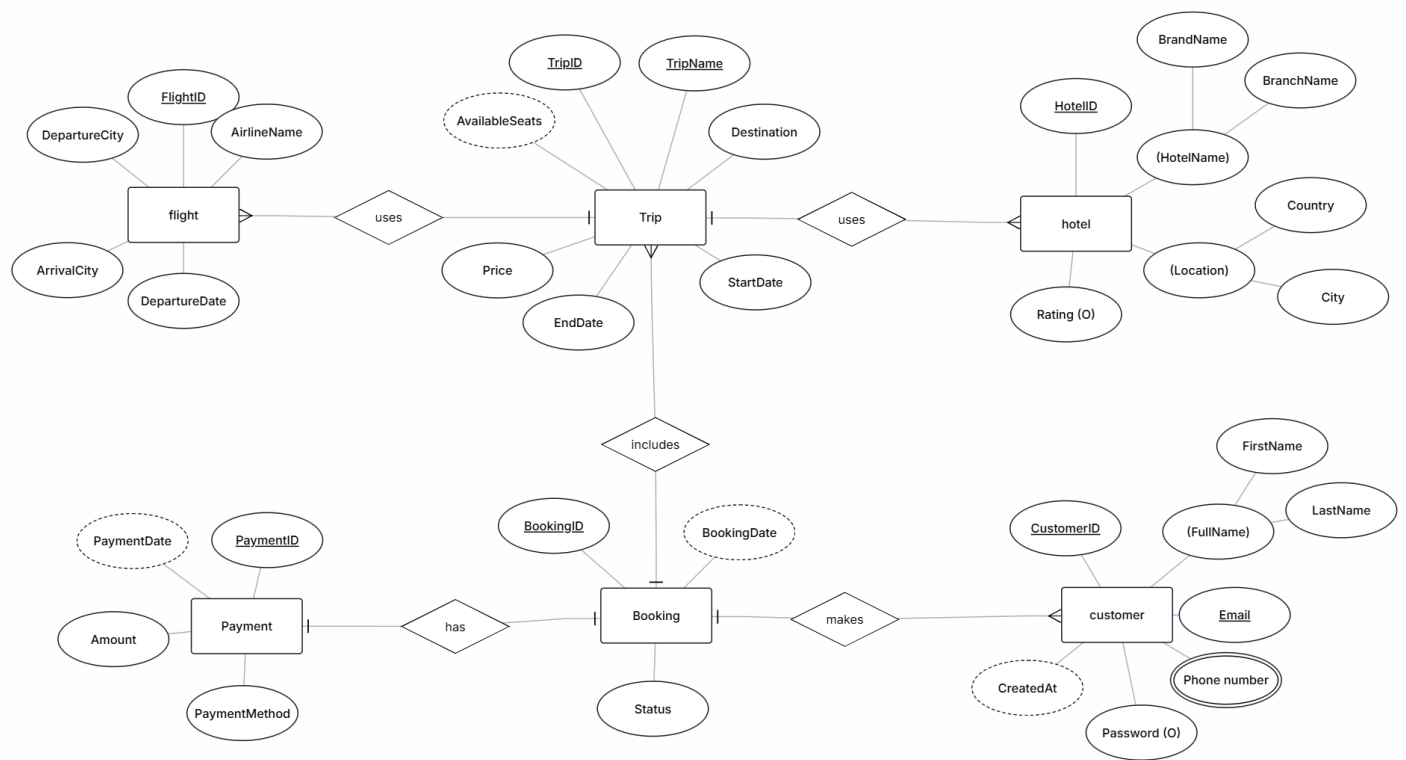 BrandName
TripID
TripName
BranchName
FlightID
HotelID
AvailableSeats
DepartureCity
AirlineName
Destination
(HotelName)
Country
flight
uses
Trip
uses
hotel
ArrivalCity
Price
(Location)
StartDate
City
DepartureDate
EndDate
Rating (O)
includes
FirstName
LastName
BookingID
BookingDate
CustomerID
(FullName)
PaymentDate
PaymentID
Email
Booking
customer
Payment
has
makes
Amount
Phone number
CreatedAt
Status
PaymentMethod
Password (O)